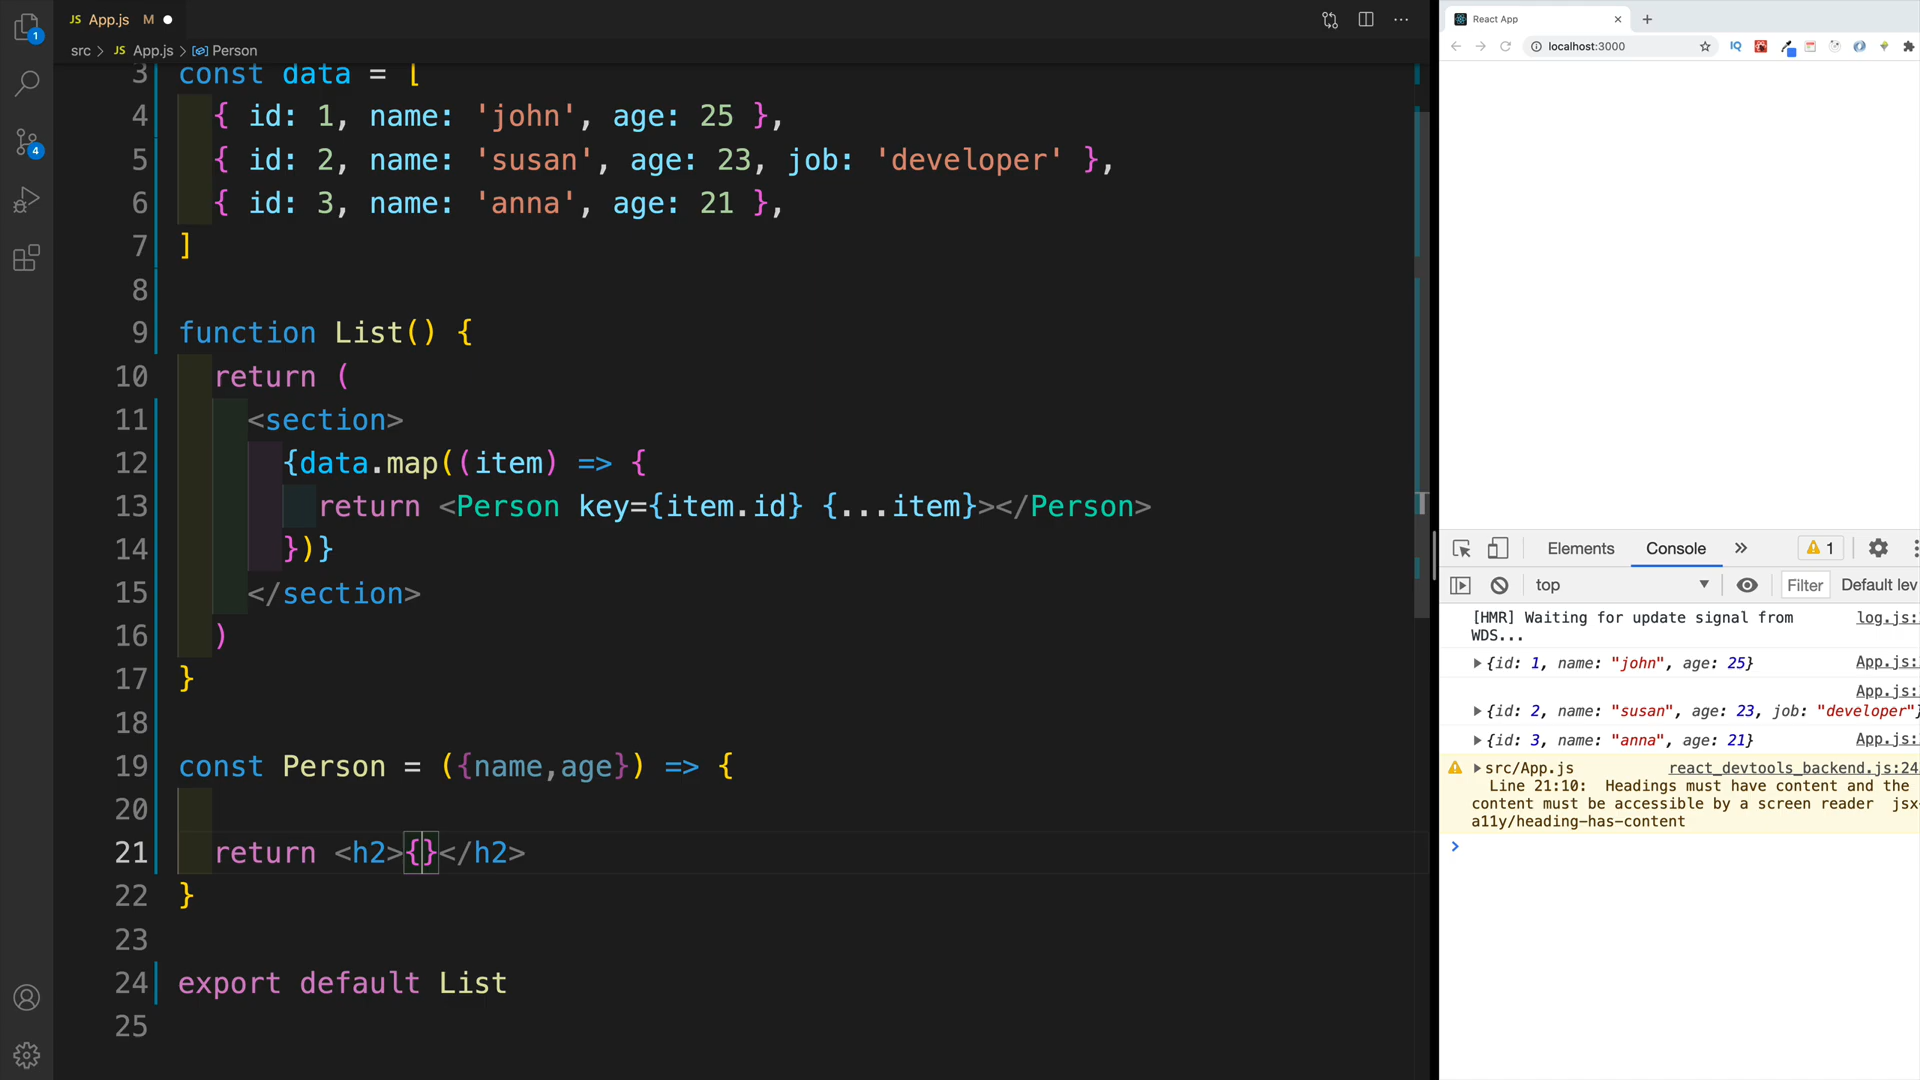 JS App.js M
src > JS App.js > Person
3 const data = [
4 { id: 1, name: 'john', age: 25 },
5 { id: 2, name: 'susan', age: 23, job: 'developer' },
6 { id: 3, name: 'anna', age: 21 },
7 ]
8
9 function List() {
10 return (
11 <section>
12 {data.map((item) => {
13 return <Person key={item.id} {...item}></Person>
14 })}
15 </section>
16 )
17 }
18
19 const Person = ({name,age}) => {
20
21 return <h2>{}</h2>
22 }
23
24 export default List
25
1
4
React App
localhost:3000
IQ
Elements Console 1
top Filter Default lev
[HMR] Waiting for update signal from log.js:
WDS...
{id: 1, name: "john", age: 25} App.js:
App.js:
{id: 2, name: "susan", age: 23, job: "developer"}
{id: 3, name: "anna", age: 21} App.js:
src/App.js react_devtools_backend.js:24
Line 21:10: Headings must have content and the
content must be accessible by a screen reader jsx-
a11y/heading-has-content